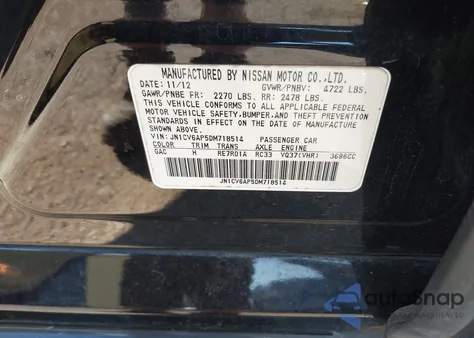 MANUFACTURED BY NISSAN MOTOR CO.,LTD.
DATE: 11/12 GVWR/PNBV: 4722 LBS.
GAWR/PNBE FR: 2270 LBS. RR: 2478 LBS.
THIS VEHICLE CONFORMS TO ALL APPLICABLE FEDERAL
MOTOR VEHICLE SAFETY,BUMPER,AND THEFT PREVENTION
STANDARDS IN EFFECT ON THE DATE OF MANUFACTURE
SHOWN ABOVE.
VIN: JN1CV6AP5DM718514 PASSENGER CAR
COLOR TRIM TRANS AXLE ENGINE
GAC H RE7R01A RC33 VQ37(VHR) 3696CC
JN1CV6AP5DM718514
autoSnap